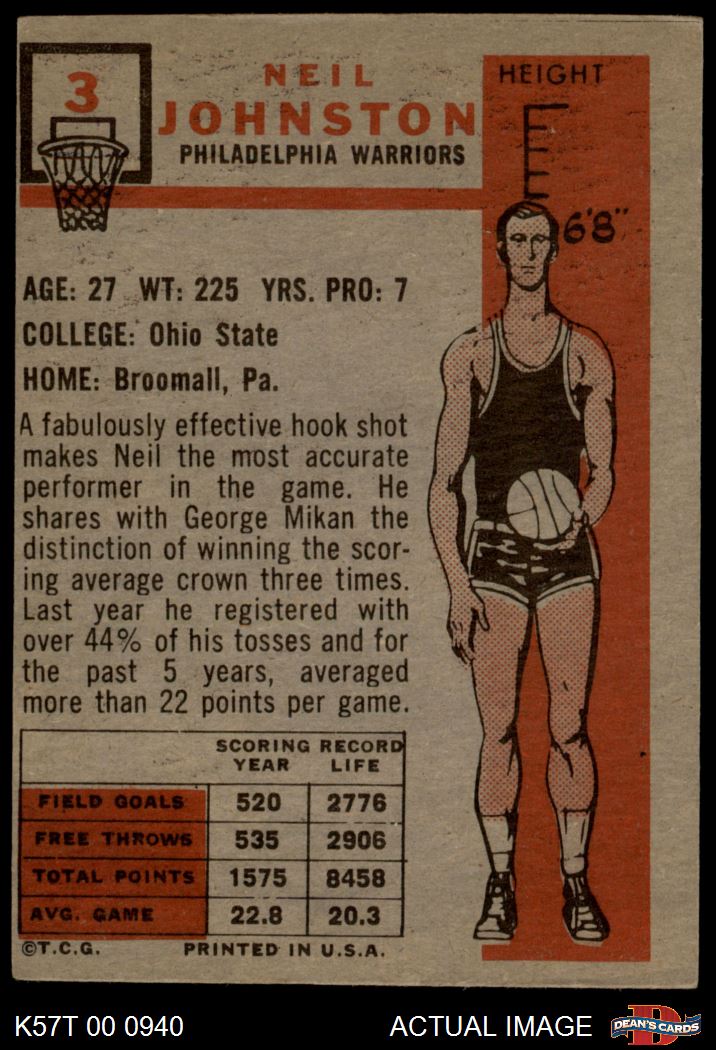 3
NEIL
JOHNSTON
PHILADELPHIA WARRIORS
HEIGHT
6'8"
AGE: 27 WT: 225 YRS. PRO: 7
COLLEGE: Ohio State
HOME: Broomall, Pa.
A fabulously effective hook shot
makes Neil the most accurate
performer in the game. He
shares with George Mikan the
distinction of winning the scor-
ing average crown three times.
Last year he registered with
over 44% of his tosses and for
the past 5 years, averaged
more than 22 points per game.
SCORING RECORD
YEAR LIFE
FIELD GOALS 520 2776
FREE THROWS 535 2906
TOTAL POINTS 1575 8458
AVG. GAME 22.8 20.3
©T.C.G. PRINTED IN U.S.A.
K57T 00 0940 ACTUAL IMAGE D DEAN'S CARDS